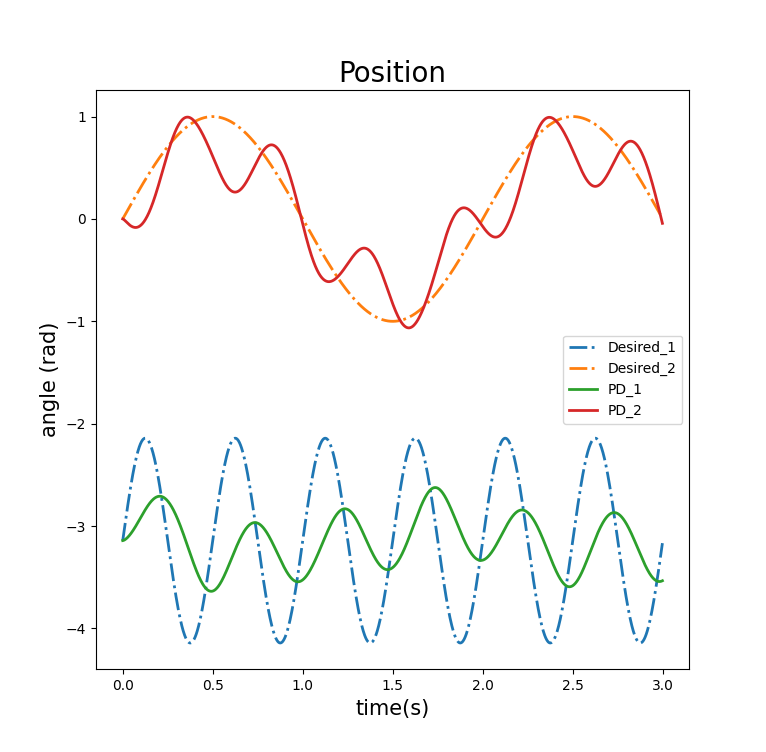 Position
1
0
−1
−2
−3
−4
angle (rad)
Desired_1
Desired_2
PD_1
PD_2
0.0 0.5 1.0 1.5 2.0 2.5 3.0
time(s)